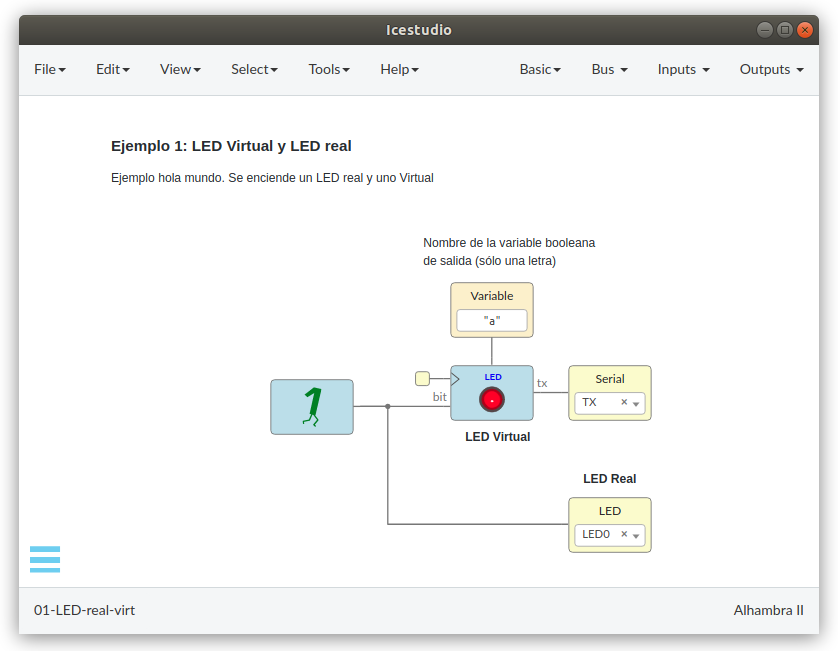 Icestudio
File Edit View Select Tools Help Basic Bus Inputs Outputs
Ejemplo 1: LED Virtual y LED real
Ejemplo hola mundo. Se enciende un LED real y uno Virtual
Nombre de la variable booleana
de salida (sólo una letra)
Variable
"a"
1
LED
bit
tx
LED Virtual
Serial
TX ×
LED Real
LED
LED0 ×
01-LED-real-virt
Alhambra II